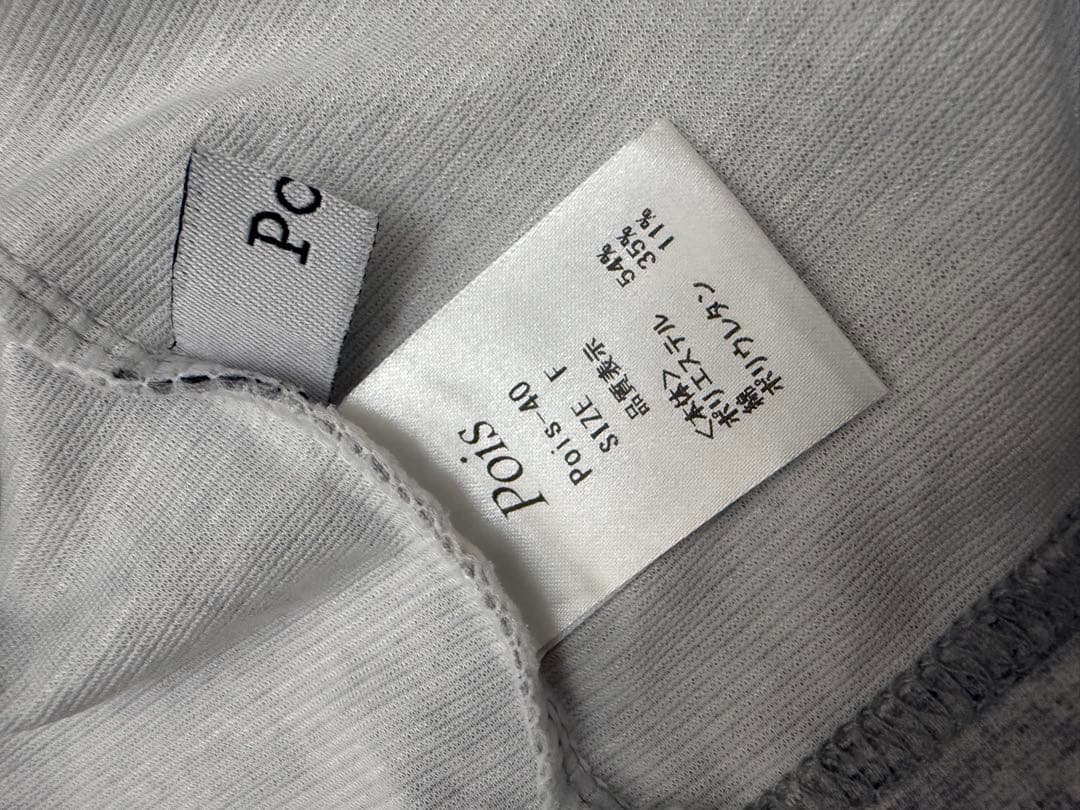 Po
Pois
Pois-40
SIZE F
品質表示
<本体>
ポリエステル 54%
綿 35%
ポリウレタン 11%